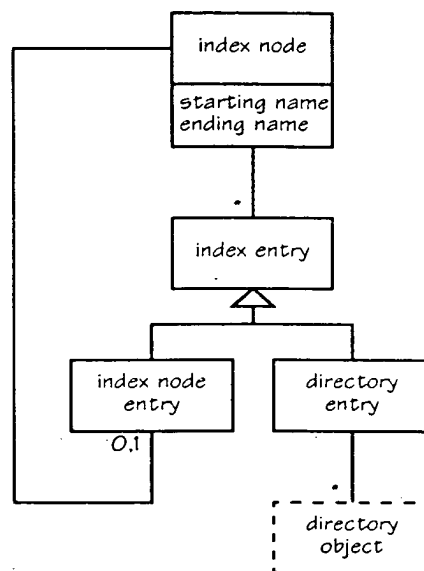 index node
starting name
ending name
index entry
index node
entry
directory
entry
0,1
directory
object